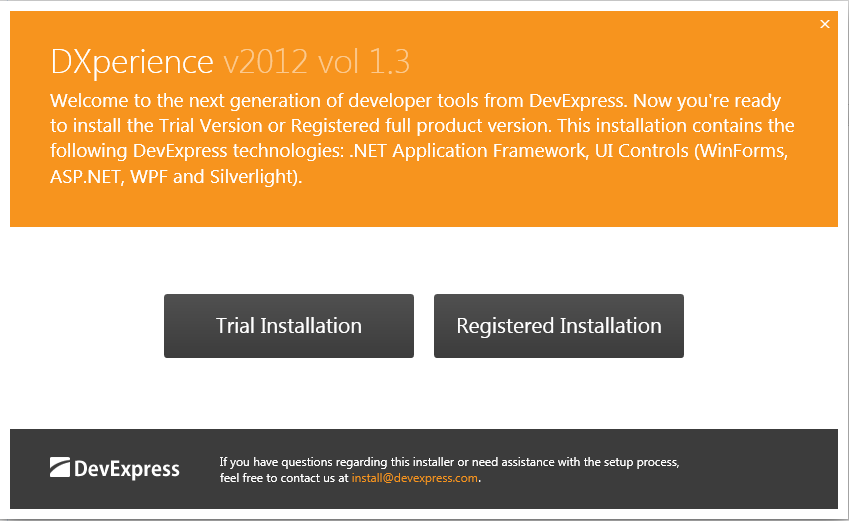 DXperience v2012 vol 1.3
Welcome to the next generation of developer tools from DevExpress. Now you're ready
to install the Trial Version or Registered full product version. This installation contains the
following DevExpress technologies: .NET Application Framework, UI Controls (WinForms,
ASP.NET, WPF and Silverlight).
Trial Installation
Registered Installation
DevExpress
If you have questions regarding this installer or need assistance with the setup process,
feel free to contact us at install@devexpress.com.